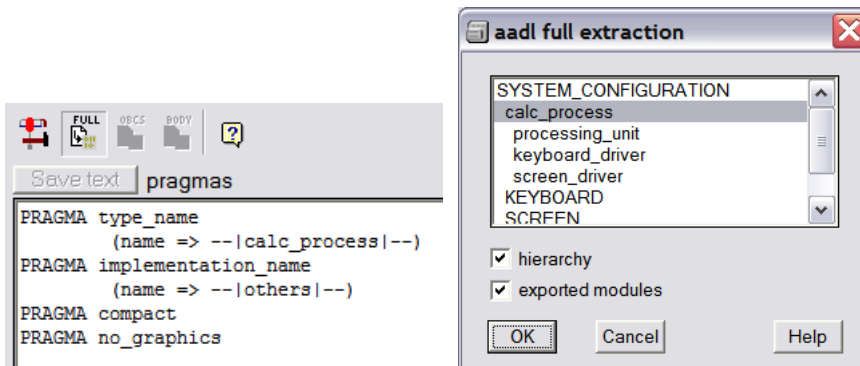 FULL
OBCS
BODY
?
Save text
pragmas
PRAGMA type_name
(name => --|calc_process|--)
PRAGMA implementation_name
(name => --|others|--)
PRAGMA compact
PRAGMA no_graphics
aadl full extraction
SYSTEM_CONFIGURATION
calc_process
processing_unit
keyboard_driver
screen_driver
KEYBOARD
SCREEN
hierarchy
exported modules
OK
Cancel
Help